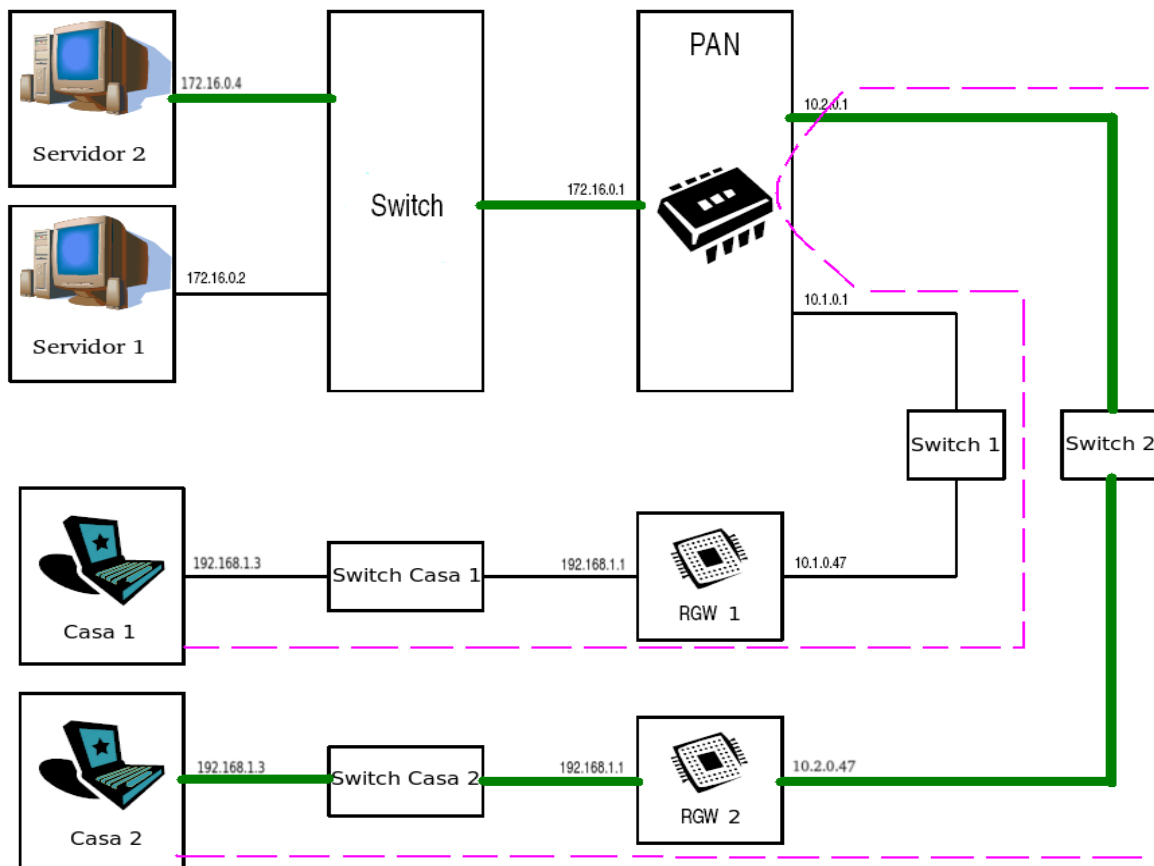 PAN
172.16.0.4
10.2.0.1
Servidor 2
172.16.0.1
Switch
172.16.0.2
10.1.0.1
Servidor 1
Switch 1
Switch 2
192.168.1.3
Switch Casa 1
192.168.1.1
10.1.0.47
RGW 1
Casa 1
192.168.1.3
Switch Casa 2
192.168.1.1
10.2.0.47
RGW 2
Casa 2